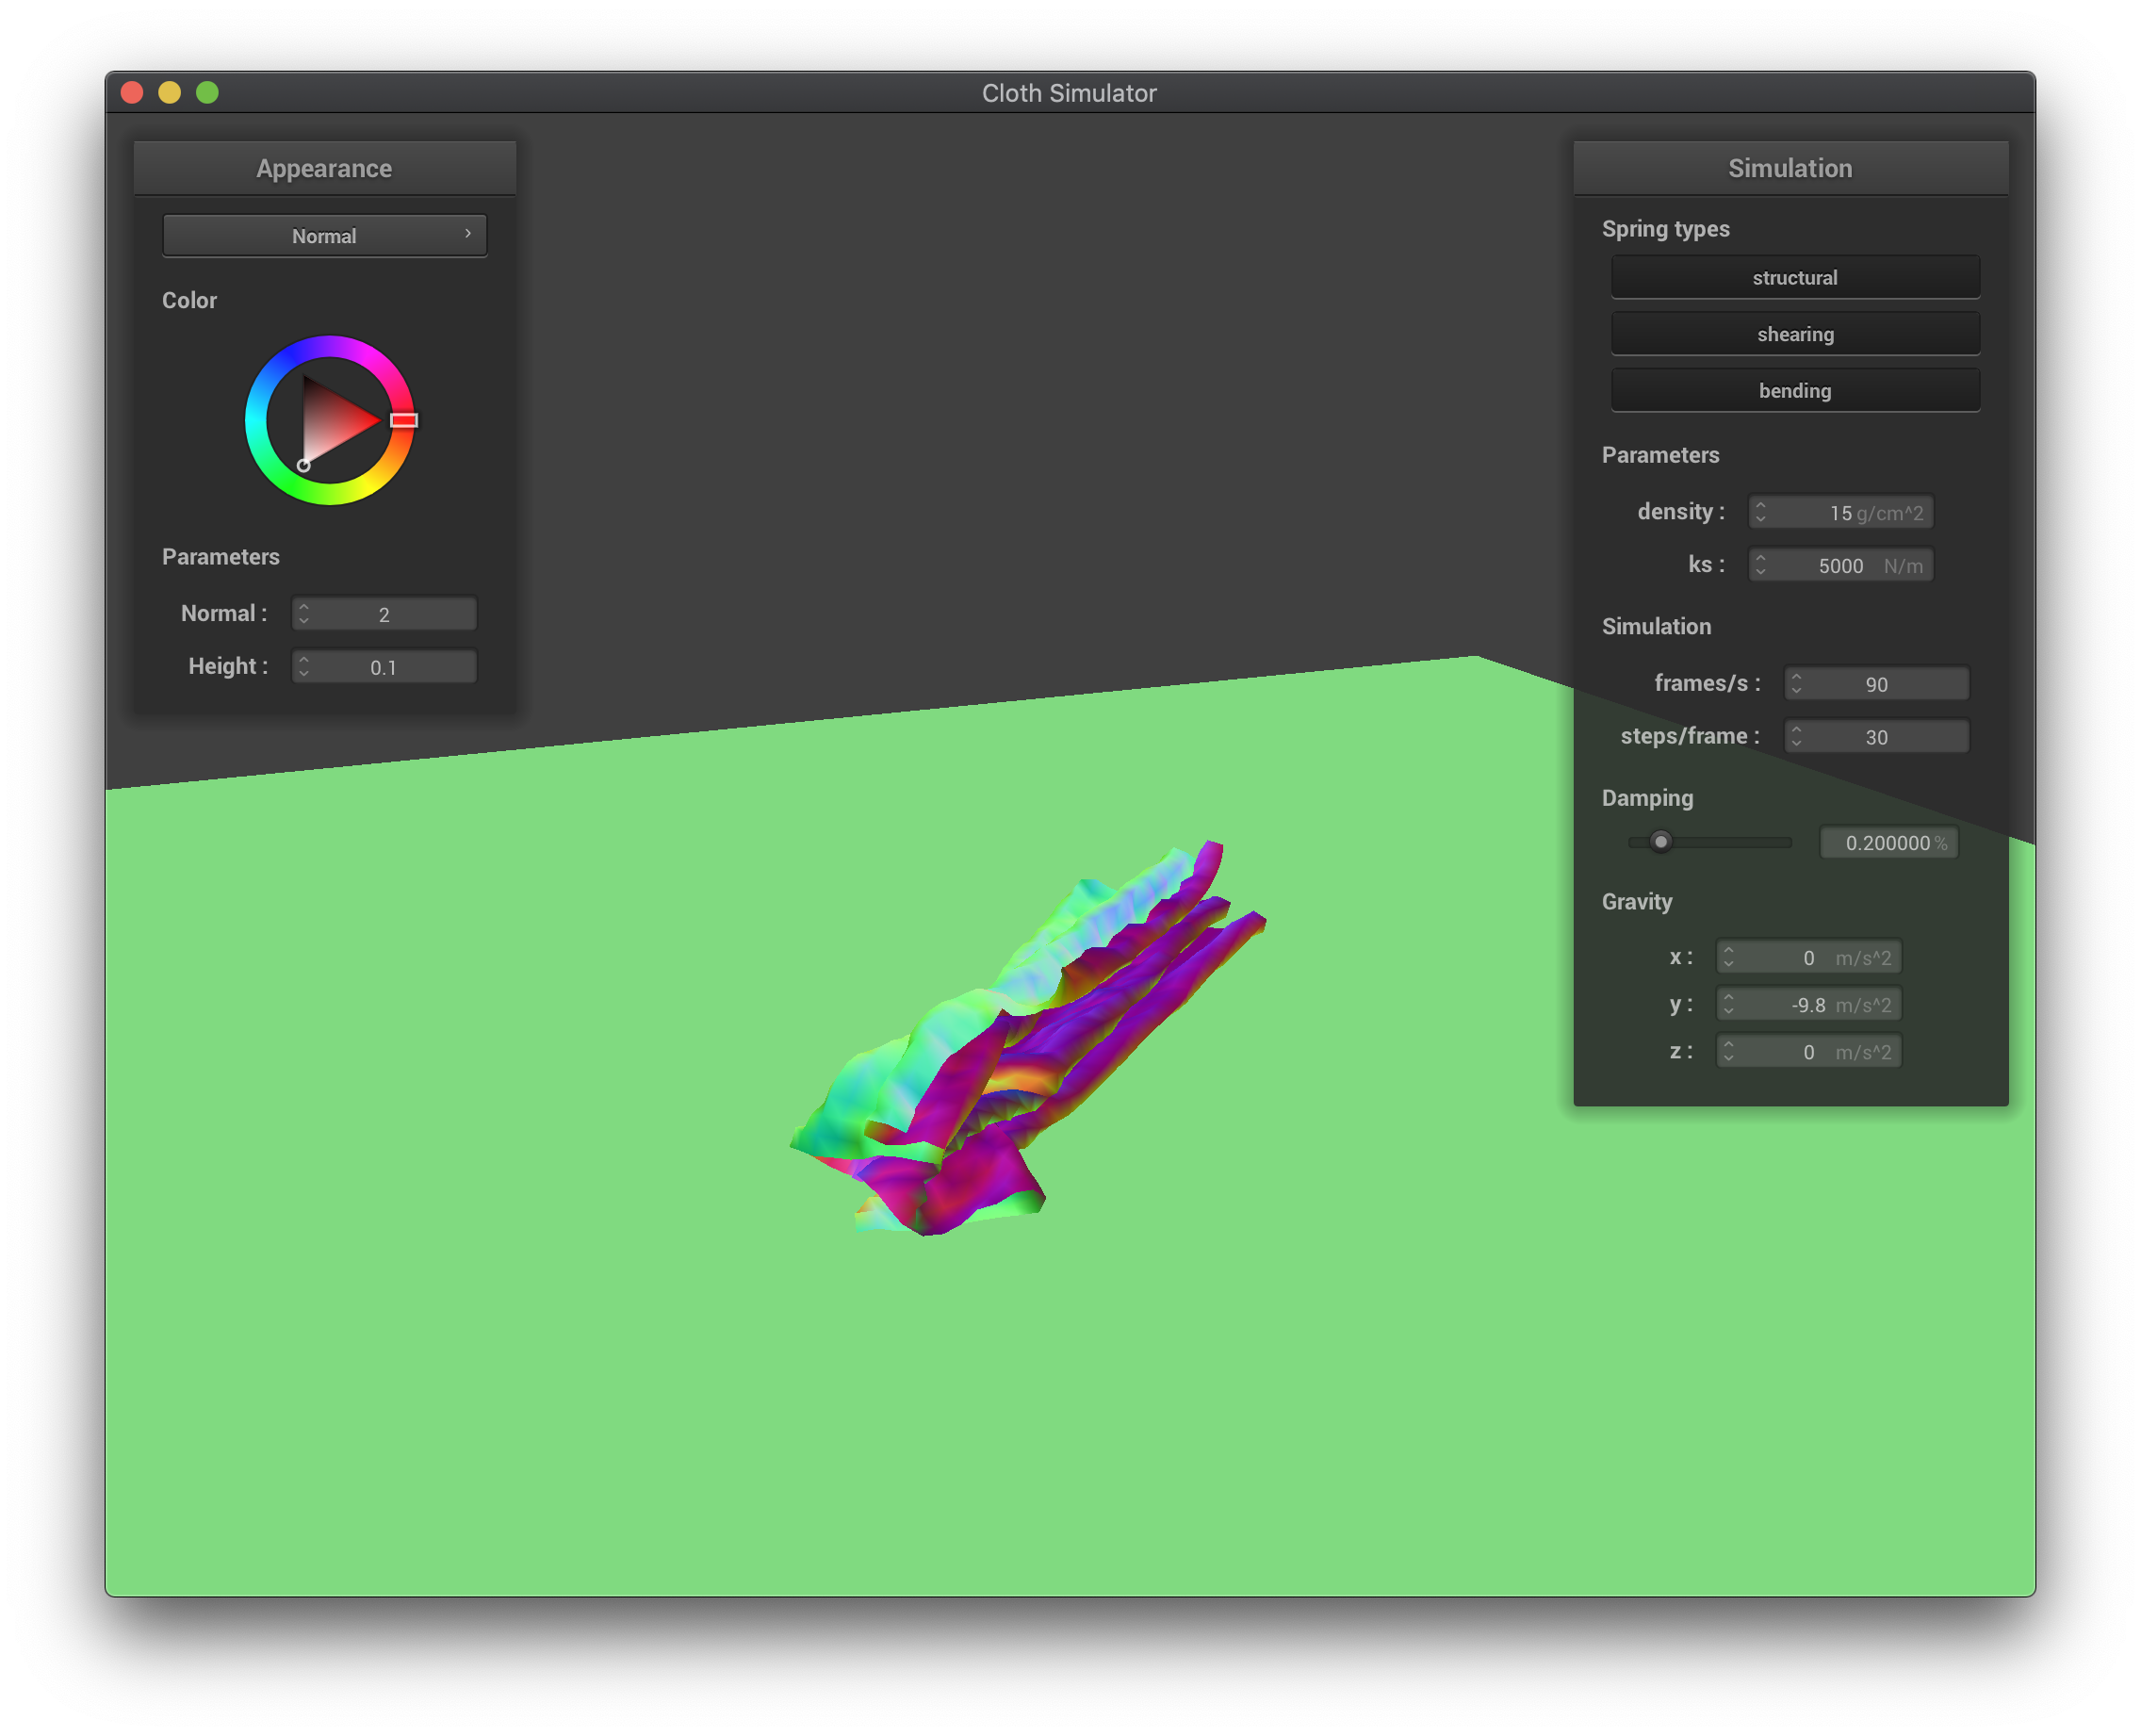 Cloth Simulator
Appearance
Normal
Color
Parameters
Normal : 2
Height : 0.1
Simulation
Spring types
structural
shearing
bending
Parameters
density : 15 g/cm^2
ks : 5000 N/m
Simulation
frames/s : 90
steps/frame : 30
Damping
0.200000 %
Gravity
x : 0 m/s^2
y : -9.8 m/s^2
z : 0 m/s^2